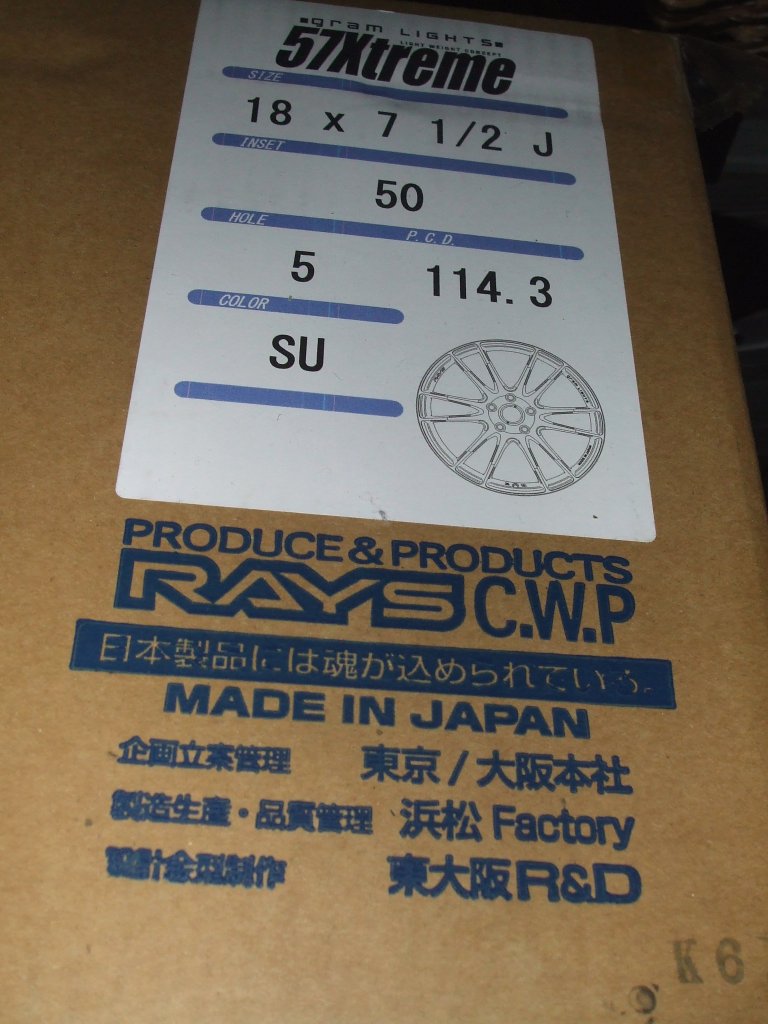 gram LIGHTS
57Xtreme
LIGHT WEIGHT CONCEPT
SIZE
18 x 7 1/2 J
INSET
50
HOLE P.C.D.
5 114.3
COLOR
SU
PRODUCE & PRODUCTS
RAYS C.W.P
日本製品には魂が込められている。
MADE IN JAPAN
企画立案管理 東京/大阪本社
製造生産・品質管理 浜松 Factory
設計金型制作 東大阪 R&D
K6